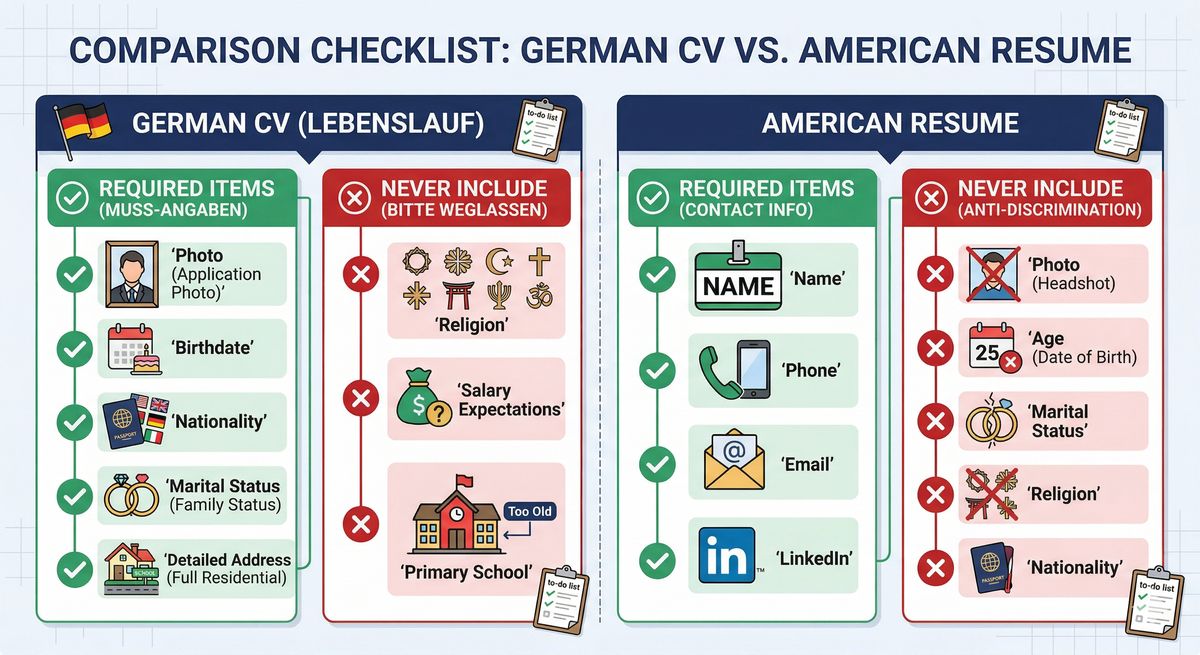 COMPARISON CHECKLIST: GERMAN CV VS. AMERICAN RESUME
GERMAN CV (LEBENSLAUF)
to-do list
REQUIRED ITEMS
(MUSS-ANGABEN)
'Photo
(Application
Photo)'
'Birthdate'
PASSPORT
'Nationality'
'Marital Status
(Family Status)
SCHOOL
'Detailed Address
(Full Residential)
NEVER INCLUDE
(BITTE WEGLASSEN)
'Religion'
$
?
'Salary
Expectations'
Too Old
'Primary School'
to-do list
AMERICAN RESUME
to-do list
REQUIRED ITEMS
(CONTACT INFO)
NAME
'Name'
'Phone'
@
'Email'
in
TM
'LinkedIn'
NEVER INCLUDE
(ANTI-DISCRIMINATION)
'Photo
(Headshot)
25
'Age
(Date of Birth)
'Marital
Status'
'Religion'
PASSPORT
'Nationality'
to-do list